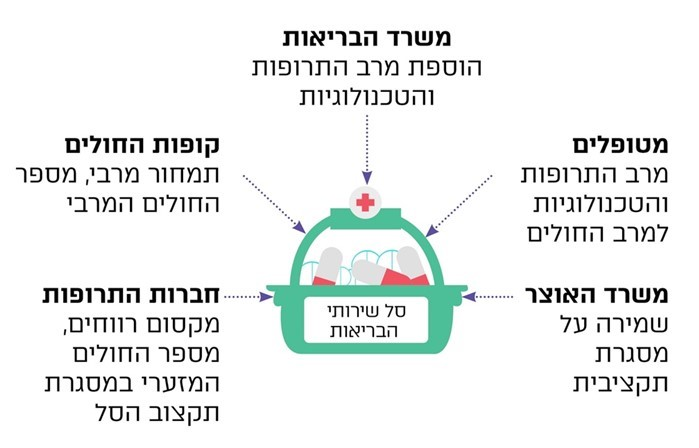 משרד הבריאות
הוספת מרב התרופות
והטכנולוגיות
מטופלים
מרב התרופות
והטכנולוגיות
למרב החולים
קופות החולים
תמחור מרבי, מספר
החולים המרבי
משרד האוצר
שמירה על
מסגרת
תקציבית
סל שירותי
הבריאות
חברות התרופות
מקסום רווחים,
מספר החולים
המזערי במסגרת
תקצוב הסל